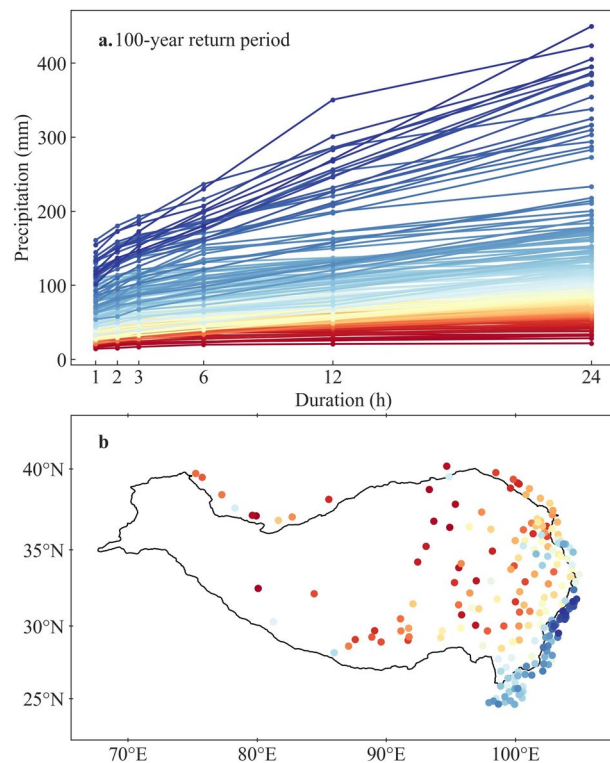 a. 100-year return period
Precipitation (mm)
400
300
200
100
0
1 2 3 6 12 24
Duration (h)
b
40°N
35°N
30°N
25°N
70°E 80°E 90°E 100°E